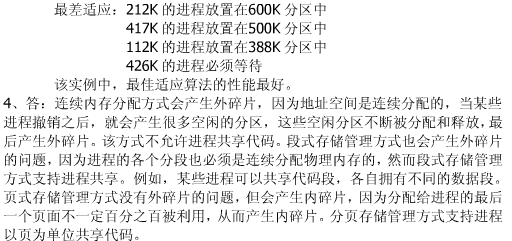 最差适应：212K 的进程放置在600K 分区中
417K 的进程放置在500K 分区中
112K 的进程放置在388K 分区中
426K 的进程必须等待
该实例中，最佳适应算法的性能最好。
4、答：连续内存分配方式会产生外碎片，因为地址空间是连续分配的，当某些
进程撤销之后，就会产生很多空闲的分区，这些空闲分区不断被分配和释放，最
后产生外碎片。该方式不允许进程共享代码。段式存储管理方式也会产生外碎片
的问题，因为进程的各个分段也必须是连续分配物理内存的，然而段式存储管理
方式支持进程共享。例如，某些进程可以共享代码段，各自拥有不同的数据段。
页式存储管理方式没有外碎片的问题，但会产生内碎片，因为分配给进程的最后
一个页面不一定百分之百被利用，从而产生内碎片。分页存储管理方式支持进程
以页为单位共享代码。